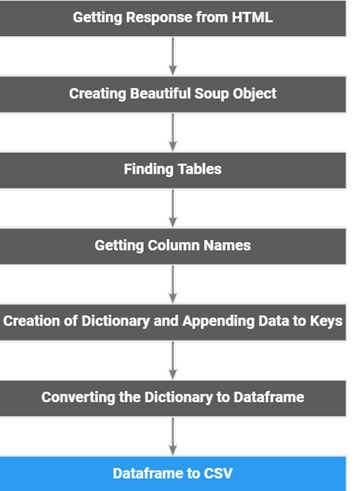 Getting Response from HTML
Creating Beautiful Soup Object
Finding Tables
Getting Column Names
Creation of Dictionary and Appending Data to Keys
Converting the Dictionary to Dataframe
Dataframe to CSV